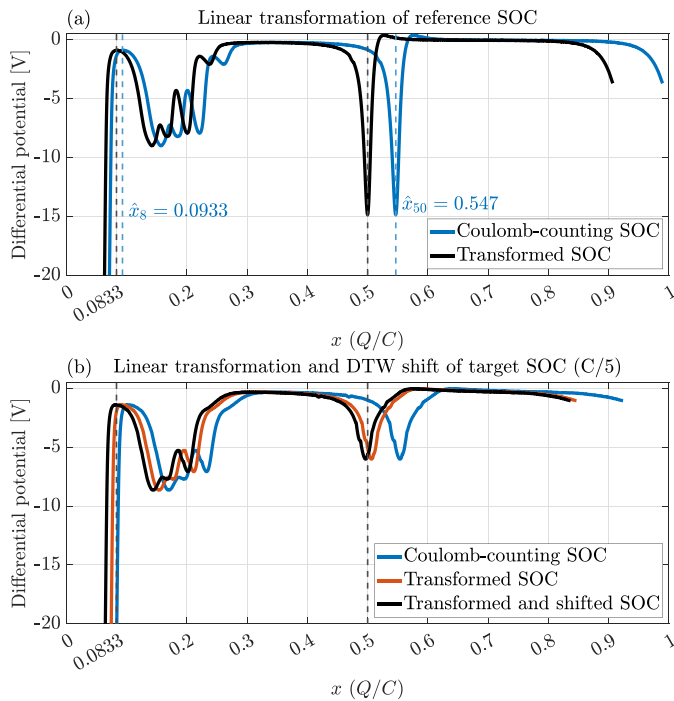 (a) Linear transformation of reference SOC
Differential potential [V]
0
-5
-10
-15
-20
x̂₈ = 0.0933
x̂₅₀ = 0.547
Coulomb-counting SOC
Transformed SOC
0
0.0833
0.2
0.3
0.4
0.5
0.6
0.7
0.8
0.9
1
x (Q/C)
(b) Linear transformation and DTW shift of target SOC (C/5)
Differential potential [V]
0
-5
-10
-15
-20
Coulomb-counting SOC
Transformed SOC
Transformed and shifted SOC
0
0.0833
0.2
0.3
0.4
0.5
0.6
0.7
0.8
0.9
1
x (Q/C)